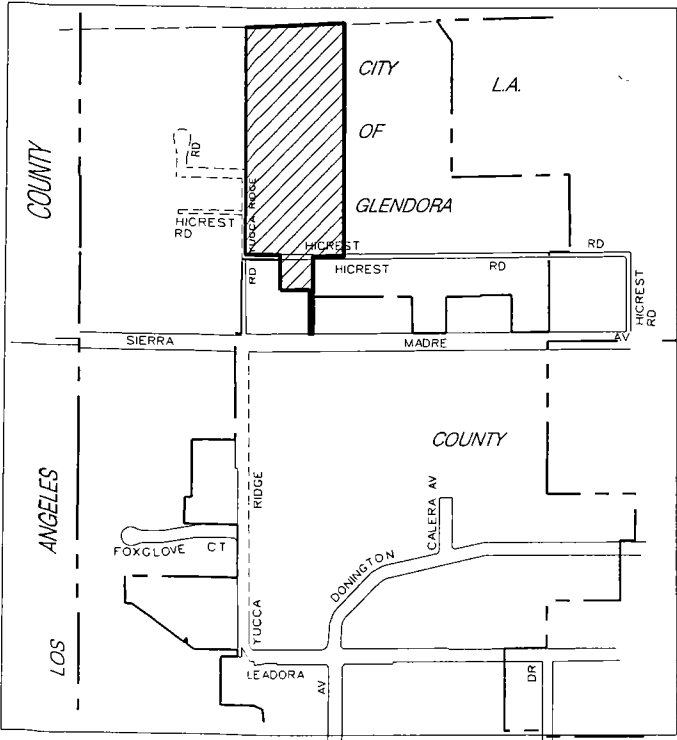 CITY
OF
GLENDORA
L.A.
COUNTY
RD
HICREST
RD
YUCCA RIDGE
RD
HICREST
HICREST RD
RD
HICREST
RD
SIERRA MADRE AV
COUNTY
RIDGE
YUCCA
ANGELES
LOS
FOXGLOVE CT
DONINGTON
CALERA AV
LEADORA
AV
DR